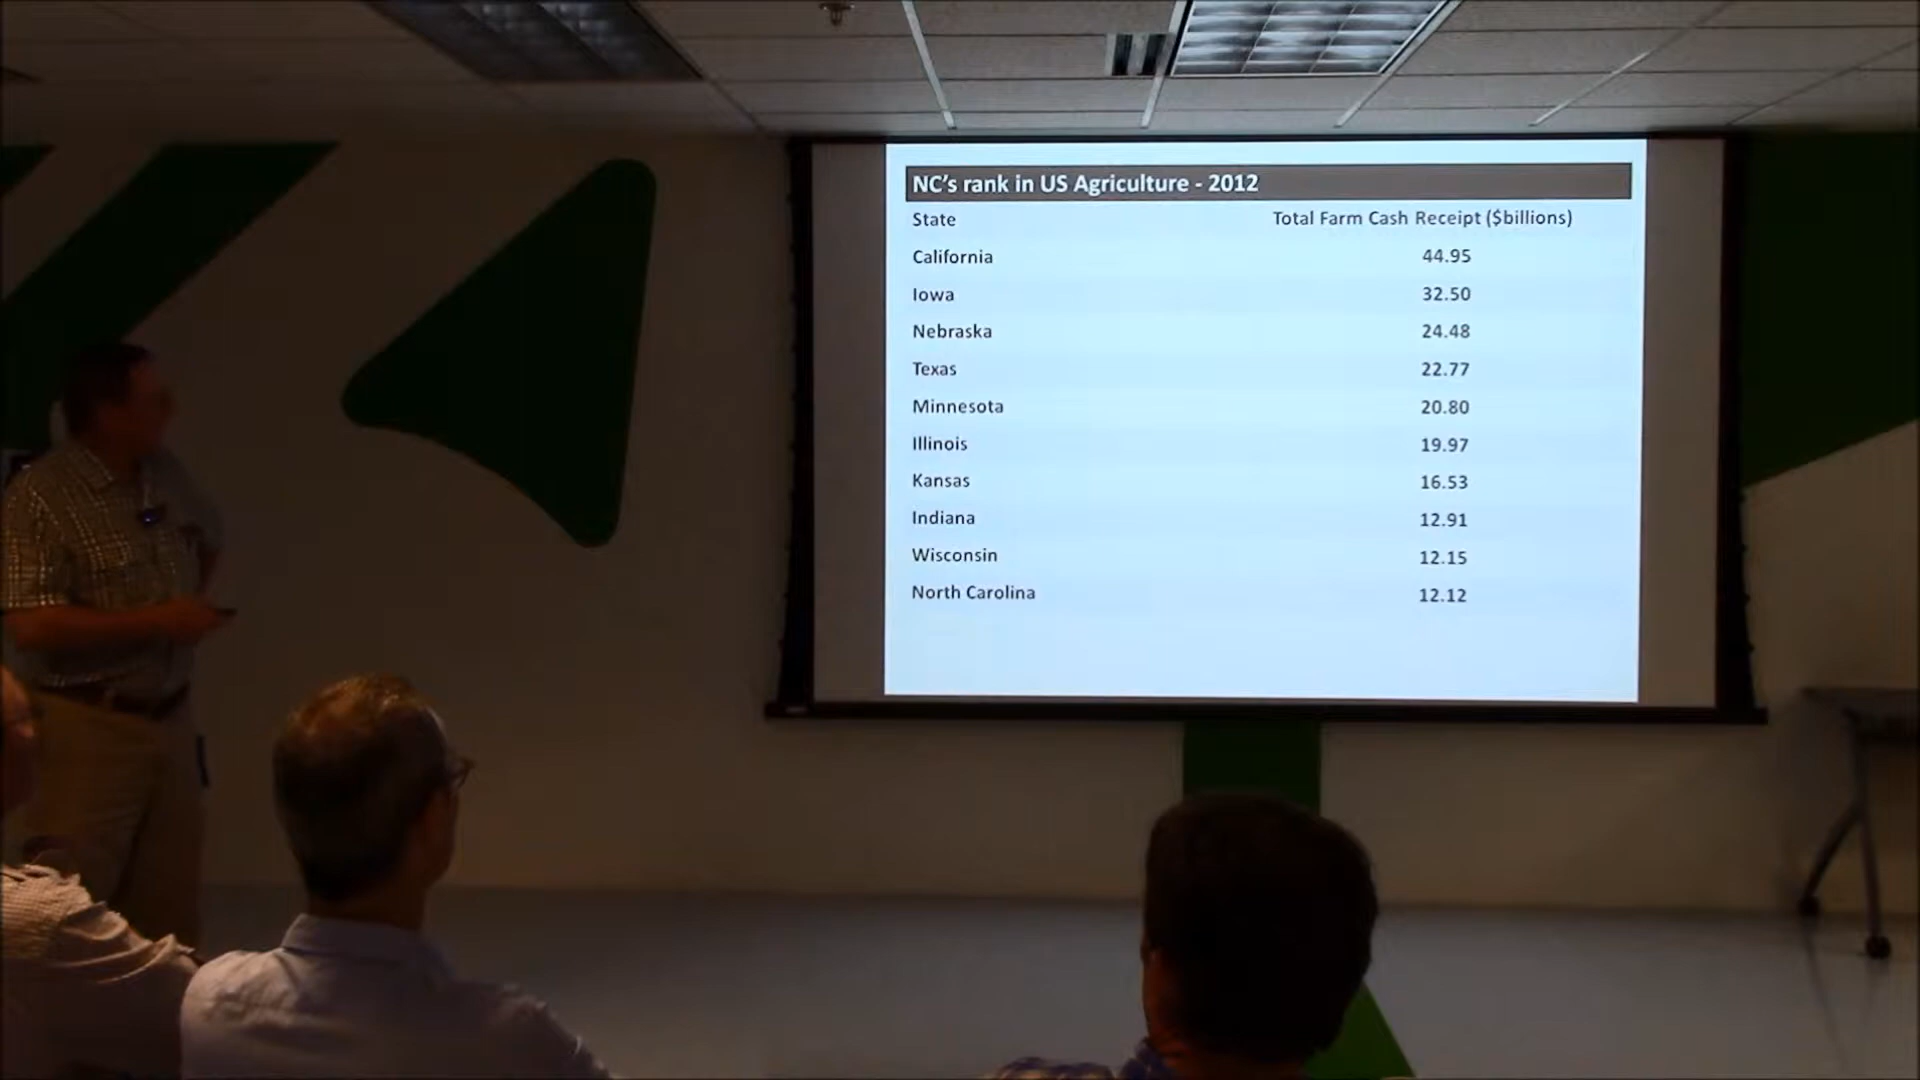 NC's rank in US Agriculture - 2012
State Total Farm Cash Receipt ($billions)
California 44.95
Iowa 32.50
Nebraska 24.48
Texas 22.77
Minnesota 20.80
Illinois 19.97
Kansas 16.53
Indiana 12.91
Wisconsin 12.15
North Carolina 12.12